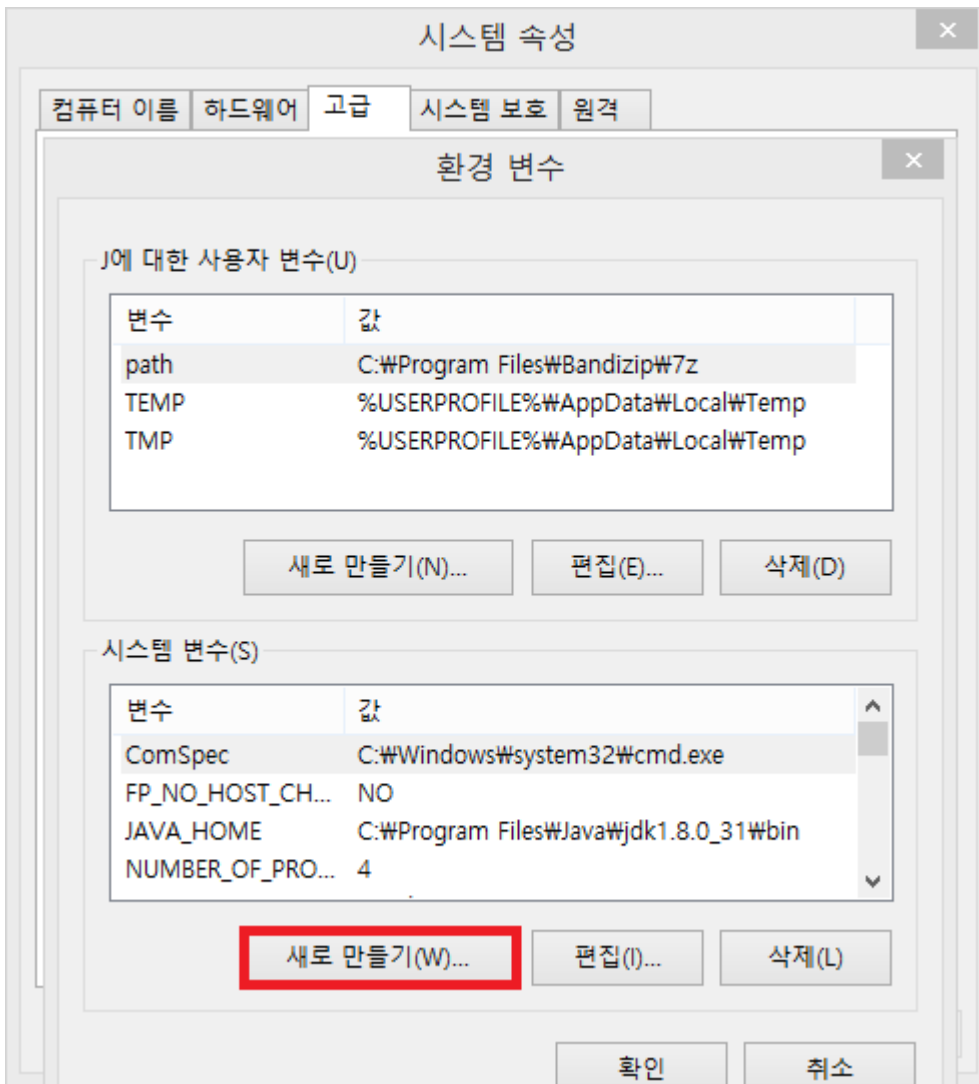 시스템 속성
컴퓨터 이름 하드웨어 고급 시스템 보호 원격
환경 변수
J에 대한 사용자 변수(U)
변수 값
path C:₩Program Files₩Bandizip₩7z
TEMP %USERPROFILE%₩AppData₩Local₩Temp
TMP %USERPROFILE%₩AppData₩Local₩Temp
새로 만들기(N)... 편집(E)... 삭제(D)
시스템 변수(S)
변수 값
ComSpec C:₩Windows₩system32₩cmd.exe
FP_NO_HOST_CH... NO
JAVA_HOME C:₩Program Files₩Java₩jdk1.8.0_31₩bin
NUMBER_OF_PRO... 4
새로 만들기(W)... 편집(I)... 삭제(L)
확인 취소